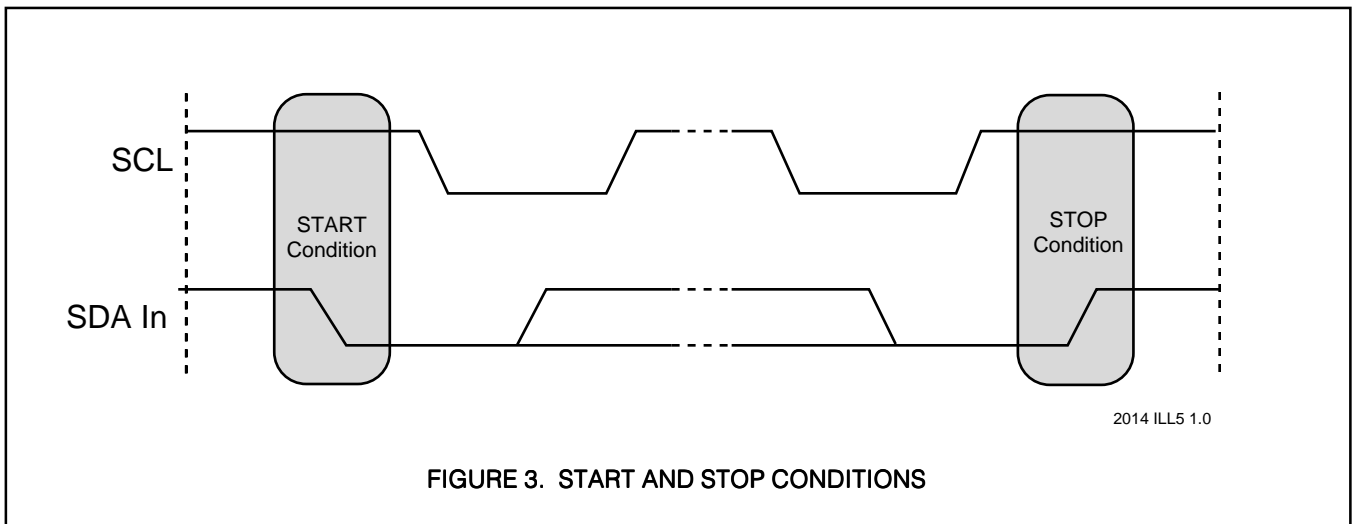 SCL
START
Condition
STOP
Condition
SDA In
2014 ILL5 1.0
FIGURE 3. START AND STOP CONDITIONS